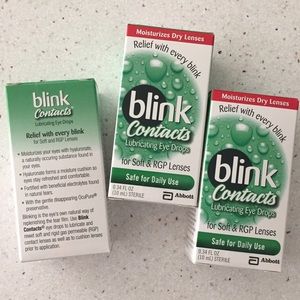 blink
Contacts
Lubricating Eye Drops
Relief with every blink
for Soft and RGP Lenses
Moisturizes your eyes with hyaluronate,
a naturally occurring substance found in
your eyes.
Hyaluronate forms a moisture cushion so
eyes stay refreshed and comfortable.
Fortified with beneficial electrolytes found
in natural tears.
With the gentle disappearing OcuPure®
Blinking is the eye's own natural way of
replenishing the tear film. Use Blink
Contacts® eye drops to lubricate and
rewet soft and rigid gas permeable (RGP)
contact lenses as well as to cushion lenses
prior to application.
Moisturizes Dry Lenses
Relief with every blink
blink
Contacts
Lubricating Eye Drops
for Soft & RGP Lenses
Safe for Daily Use
0.34 FL OZ
(10 mL) STERILE
Abbott
Moisturizes Dry Lenses
Relief with every blink
blink
Contacts
Lubricating Eye Drops
for Soft & RGP Lenses
Safe for Daily Use
0.34 FL OZ
(10 mL) STERILE
Abbott